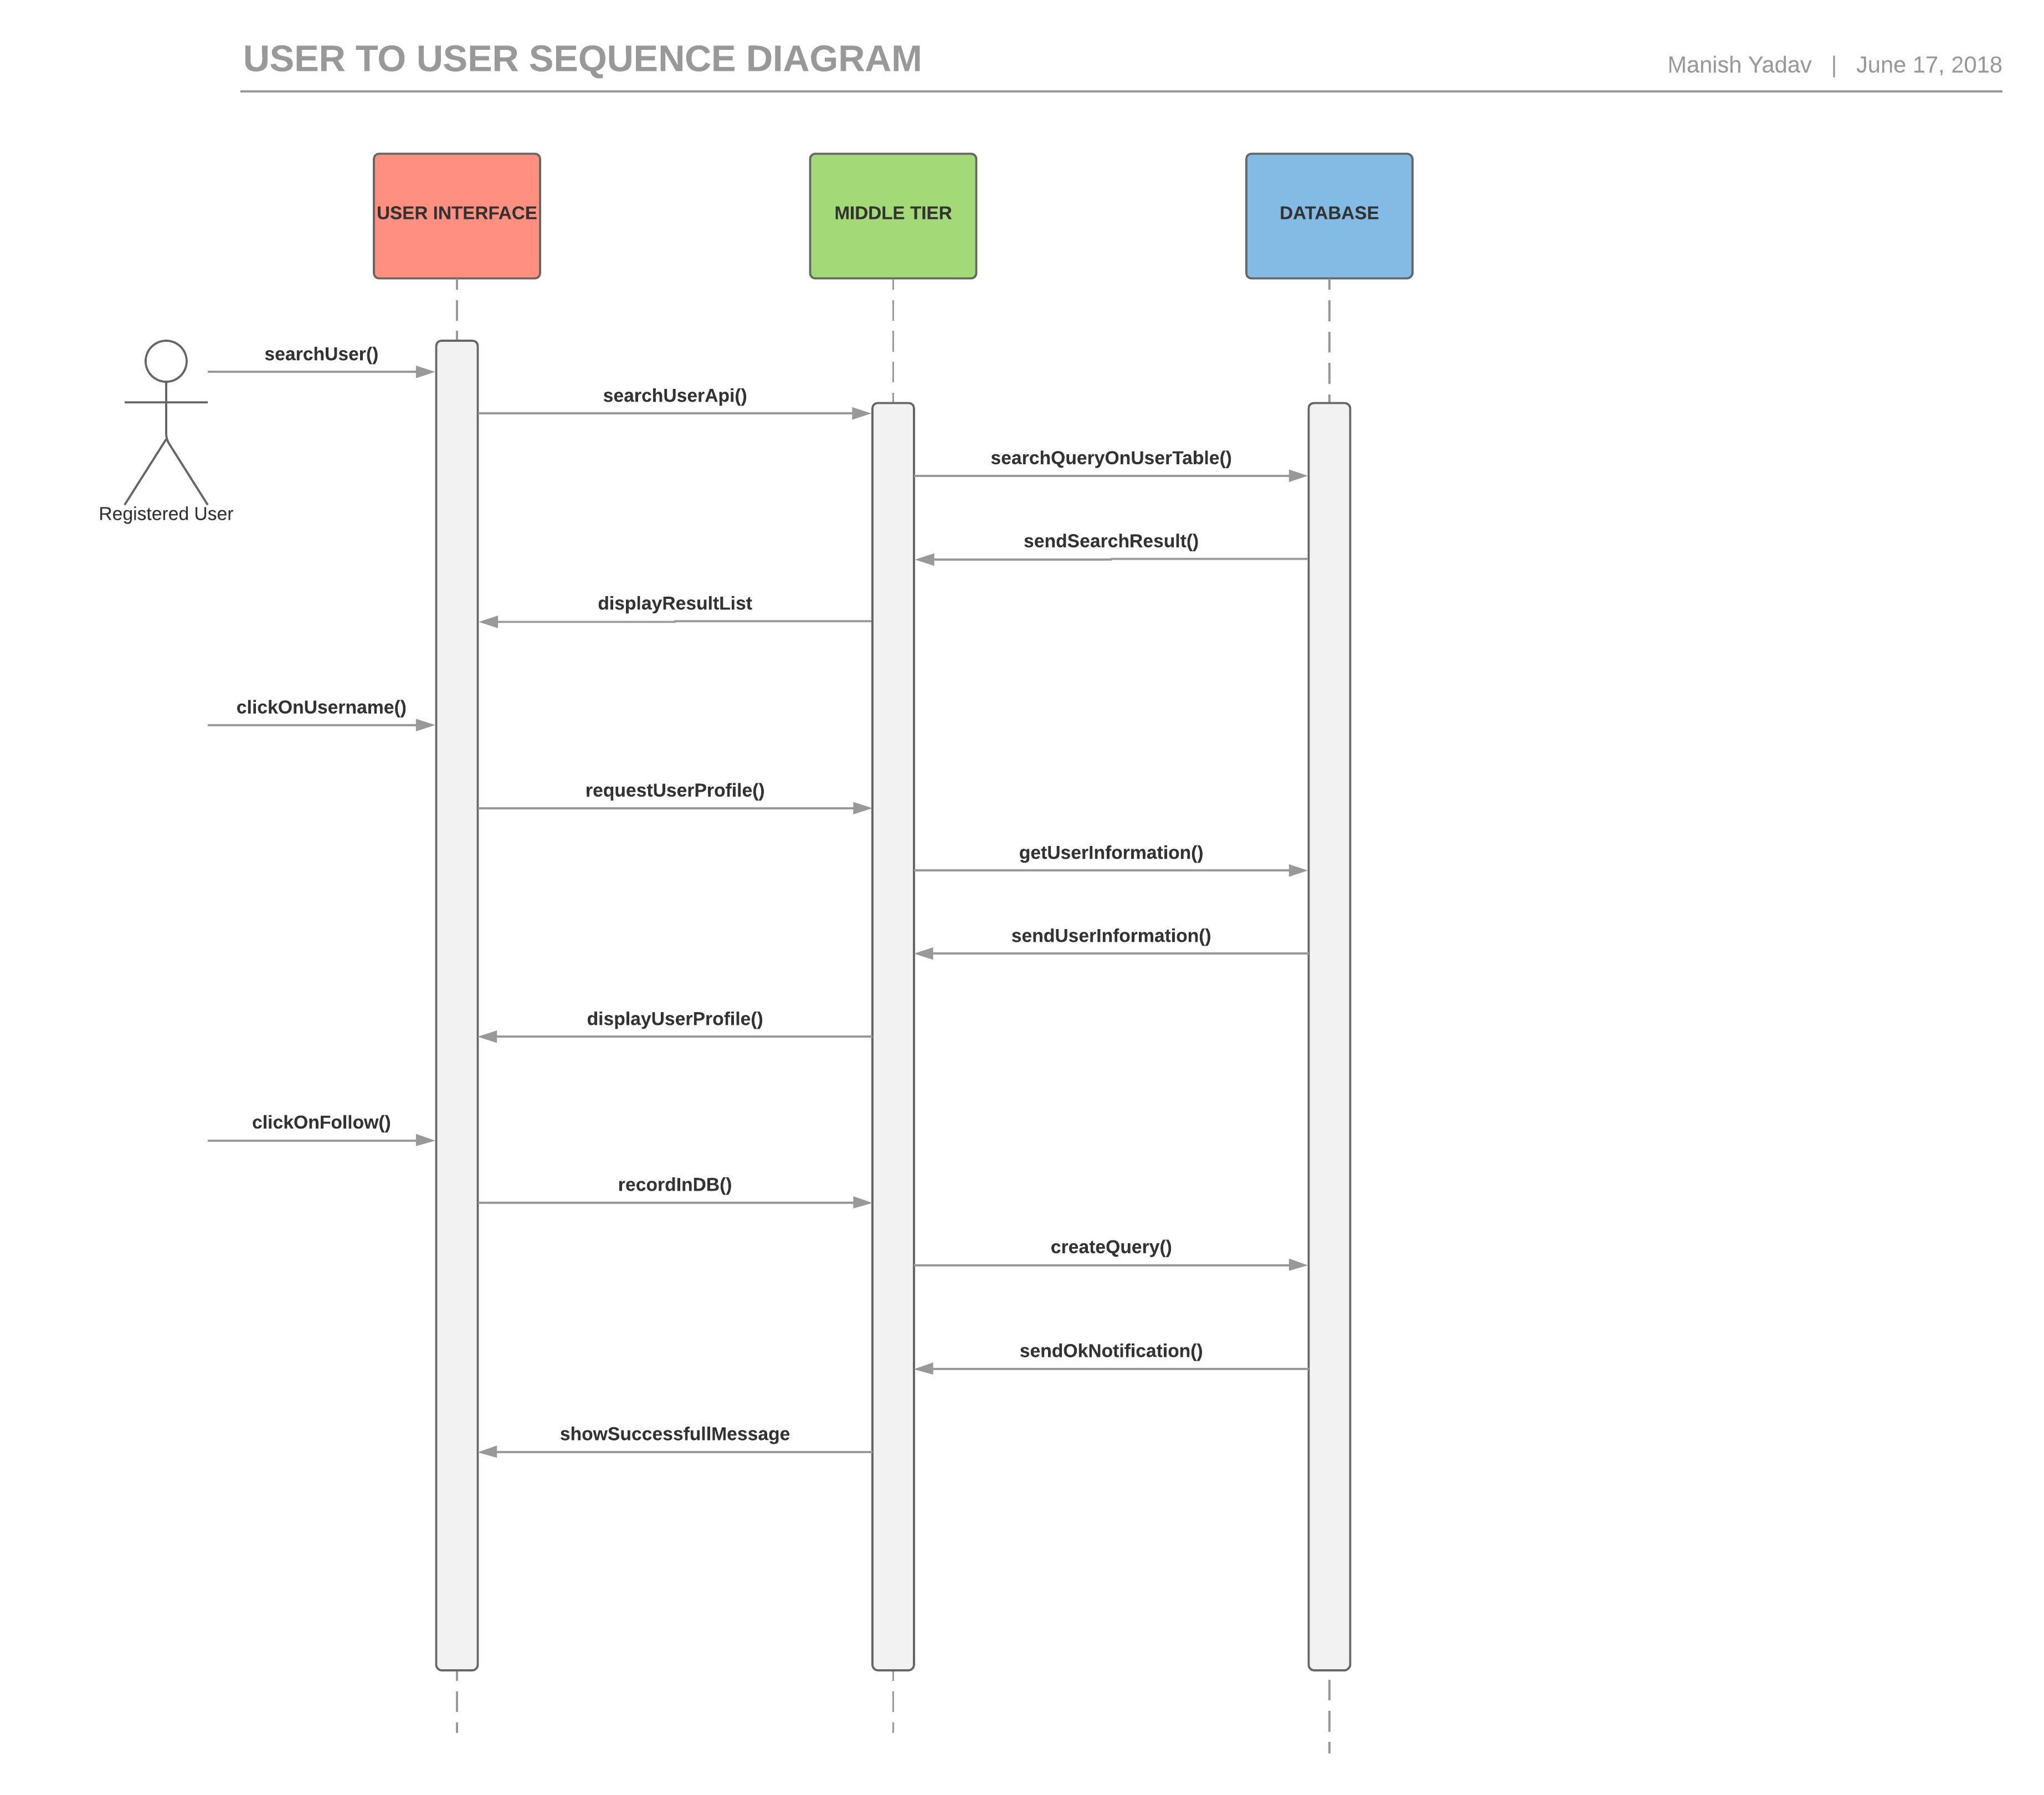 USER TO USER SEQUENCE DIAGRAM
Manish Yadav | June 17, 2018
USER INTERFACE
MIDDLE TIER
DATABASE
searchUser()
searchUserApi()
searchQueryOnUserTable()
Registered User
sendSearchResult()
displayResultList
clickOnUsername()
requestUserProfile()
getUserInformation()
sendUserInformation()
displayUserProfile()
clickOnFollow()
recordInDB()
createQuery()
sendOkNotification()
showSuccessfullMessage